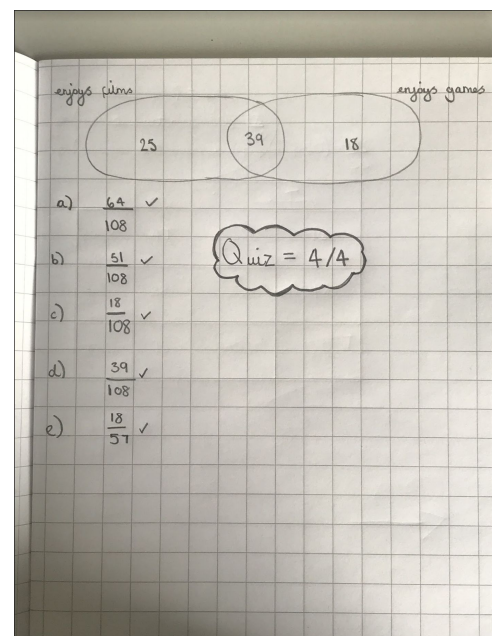 enjoys films enjoys games
25 39 18
a) 64/108 ✓
Quiz = 4/4
b) 51/108 ✓
c) 18/108 ✓
d) 39/108 ✓
e) 18/57 ✓